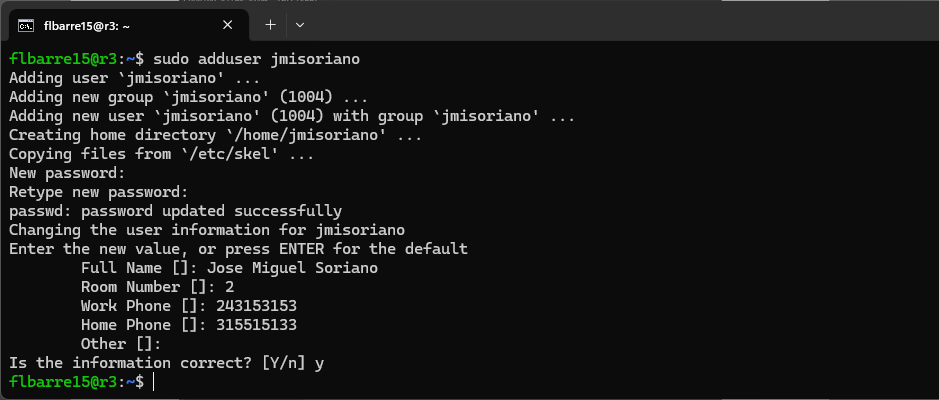 flbarre15@r3: ~
flbarre15@r3:~$ sudo adduser jmisoriano
Adding user `jmisoriano' ...
Adding new group `jmisoriano' (1004) ...
Adding new user `jmisoriano' (1004) with group `jmisoriano' ...
Creating home directory `/home/jmisoriano' ...
Copying files from `/etc/skel' ...
New password:
Retype new password:
passwd: password updated successfully
Changing the user information for jmisoriano
Enter the new value, or press ENTER for the default
        Full Name []: Jose Miguel Soriano
        Room Number []: 2
        Work Phone []: 243153153
        Home Phone []: 315515133
        Other []:
Is the information correct? [Y/n] y
flbarre15@r3:~$